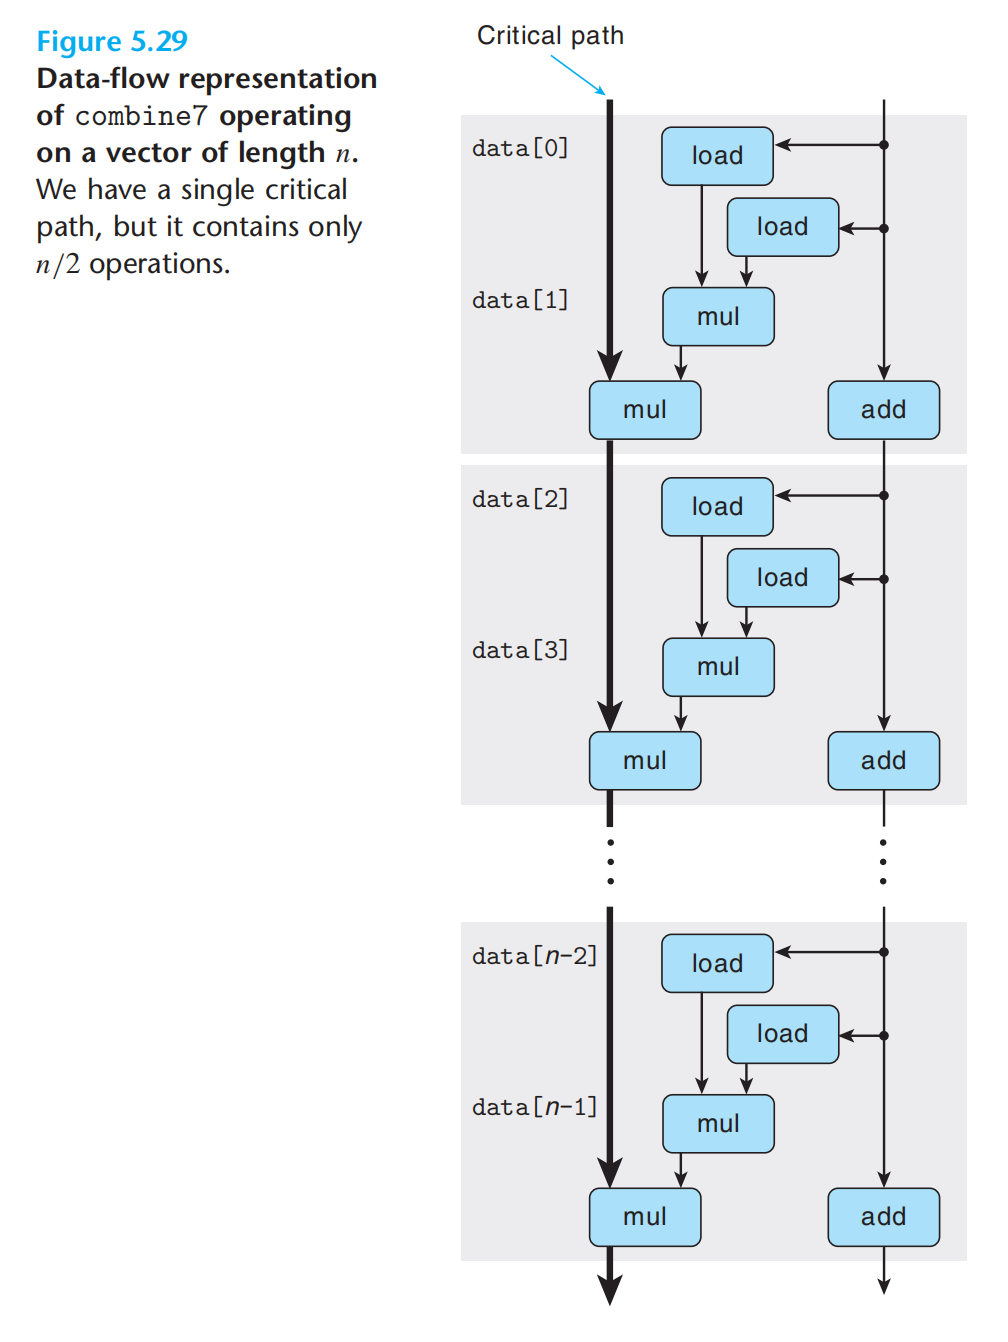 Figure 5.29
Data-flow representation
of combine7 operating
on a vector of length n.
We have a single critical
path, but it contains only
n/2 operations.
Critical path
data[0]
load
load
data[1]
mul
mul
add
data[2]
load
load
data[3]
mul
mul
add
data[n-2]
load
load
data[n-1]
mul
mul
add